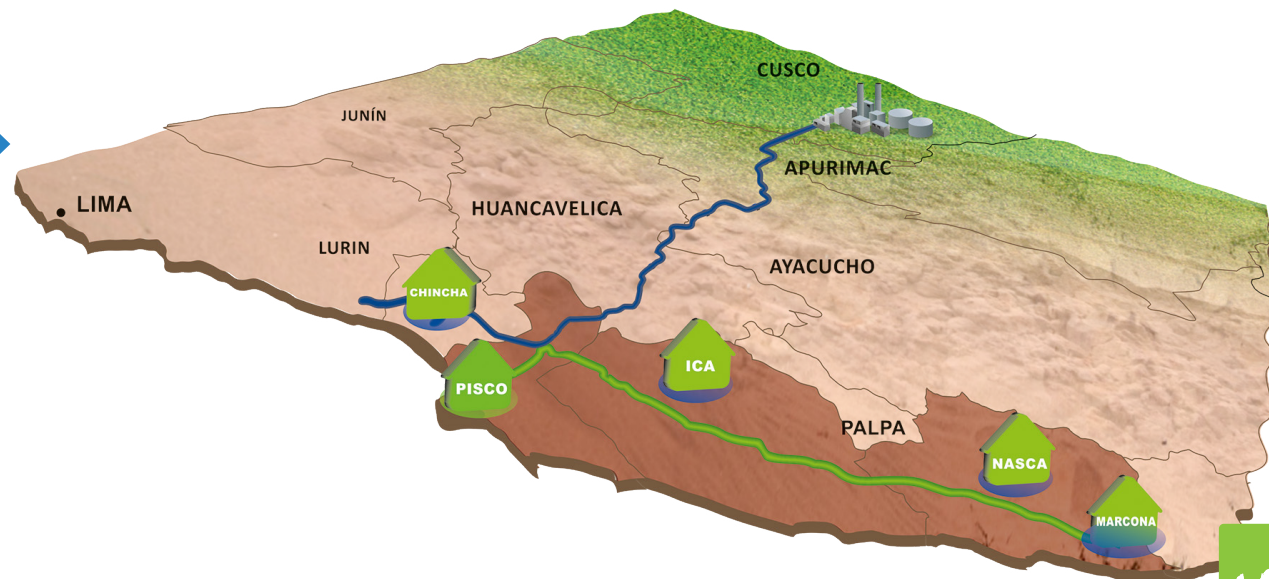 CUSCO
JUNÍN
APURIMAC
LIMA
HUANCAVELICA
LURIN
AYACUCHO
CHINCHA
ICA
PISCO
PALPA
NASCA
MARCONA